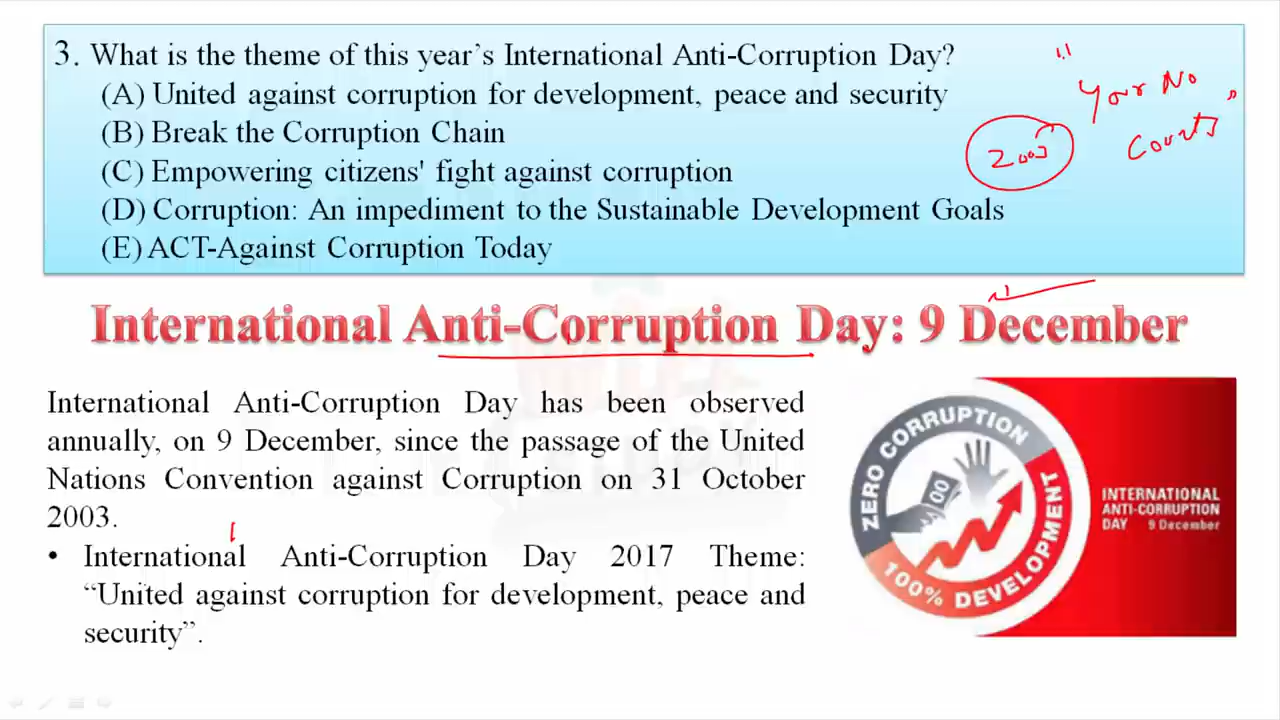 3. What is the theme of this year’s International Anti-Corruption Day?
(A) United against corruption for development, peace and security
(B) Break the Corruption Chain
(C) Empowering citizens' fight against corruption
(D) Corruption: An impediment to the Sustainable Development Goals
(E) ACT-Against Corruption Today
"Your No
Counts"
2003
International Anti-Corruption Day: 9 December
International Anti-Corruption Day has been observed
annually, on 9 December, since the passage of the United
Nations Convention against Corruption on 31 October
2003.
• International Anti-Corruption Day 2017 Theme:
“United against corruption for development, peace and
security”.
ZERO CORRUPTION
100% DEVELOPMENT
100
INTERNATIONAL
ANTI-CORRUPTION
DAY 9 December